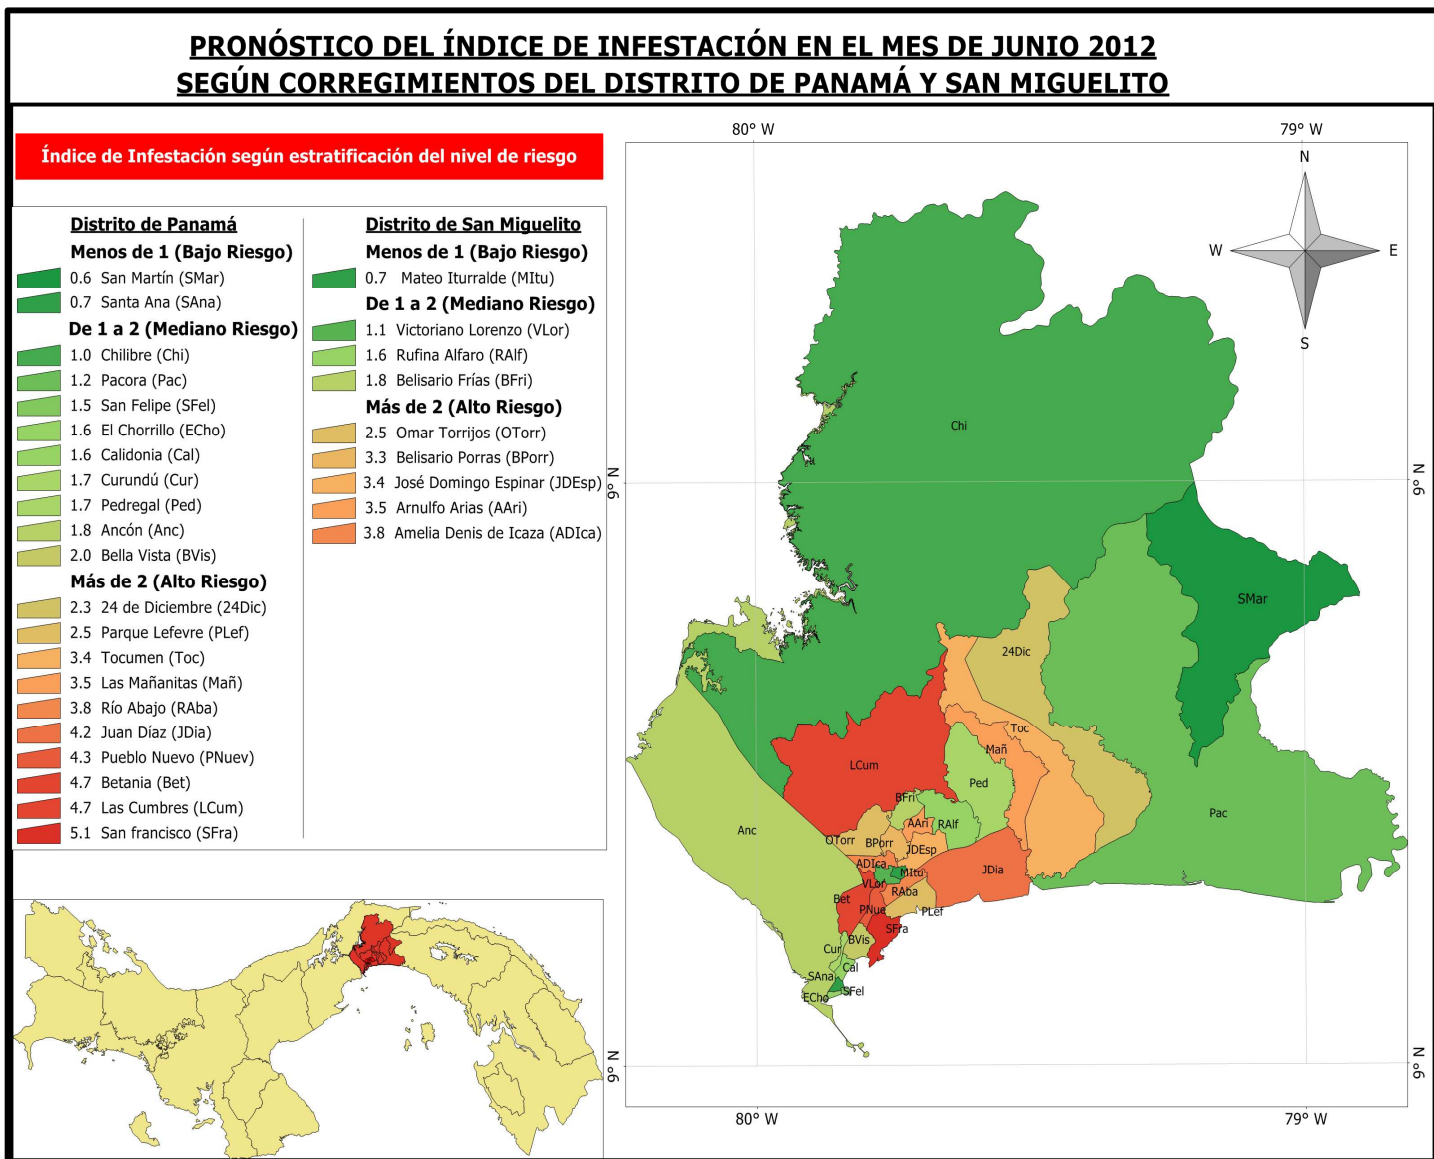 PRONÓSTICO DEL ÍNDICE DE INFESTACIÓN EN EL MES DE JUNIO 2012
SEGÚN CORREGIMIENTOS DEL DISTRITO DE PANAMÁ Y SAN MIGUELITO
Índice de Infestación según estratificación del nivel de riesgo
Distrito de Panamá
Menos de 1 (Bajo Riesgo)
0.6 San Martín (SMar)
0.7 Santa Ana (SAna)
De 1 a 2 (Mediano Riesgo)
1.0 Chilibre (Chi)
1.2 Pacora (Pac)
1.5 San Felipe (SFel)
1.6 El Chorrillo (ECho)
1.6 Calidonia (Cal)
1.7 Curundú (Cur)
1.7 Pedregal (Ped)
1.8 Ancón (Anc)
2.0 Bella Vista (BVis)
Más de 2 (Alto Riesgo)
2.3 24 de Diciembre (24Dic)
2.5 Parque Lefevre (PLef)
3.4 Tocumen (Toc)
3.5 Las Mañanitas (Mañ)
3.8 Río Abajo (RAba)
4.2 Juan Díaz (JDia)
4.3 Pueblo Nuevo (PNuev)
4.7 Betania (Bet)
4.7 Las Cumbres (LCum)
5.1 San francisco (SFra)
Distrito de San Miguelito
Menos de 1 (Bajo Riesgo)
0.7 Mateo Iturralde (MItu)
De 1 a 2 (Mediano Riesgo)
1.1 Victoriano Lorenzo (VLor)
1.6 Rufina Alfaro (RAlf)
1.8 Belisario Frías (BFri)
Más de 2 (Alto Riesgo)
2.5 Omar Torrijos (OTorr)
3.3 Belisario Porras (BPorr)
3.4 José Domingo Espinar (JDEsp)
3.5 Arnulfo Arias (AAri)
3.8 Amelia Denis de Icaza (ADIca)
80° W
79° W
N
W
E
S
9° N
9° N
Chi
SMar
24Dic
Toc
Mañ
LCum
Ped
BFri
Pac
Anc
AAri
RAlf
OTorr
BPorr
JDEsp
ADIca
MItu
JDia
VLor
RAba
Bet
PNue
PLef
SFra
BVis
Cur
Cal
SAna
SFel
ECho
9° N
9° N
80° W
79° W